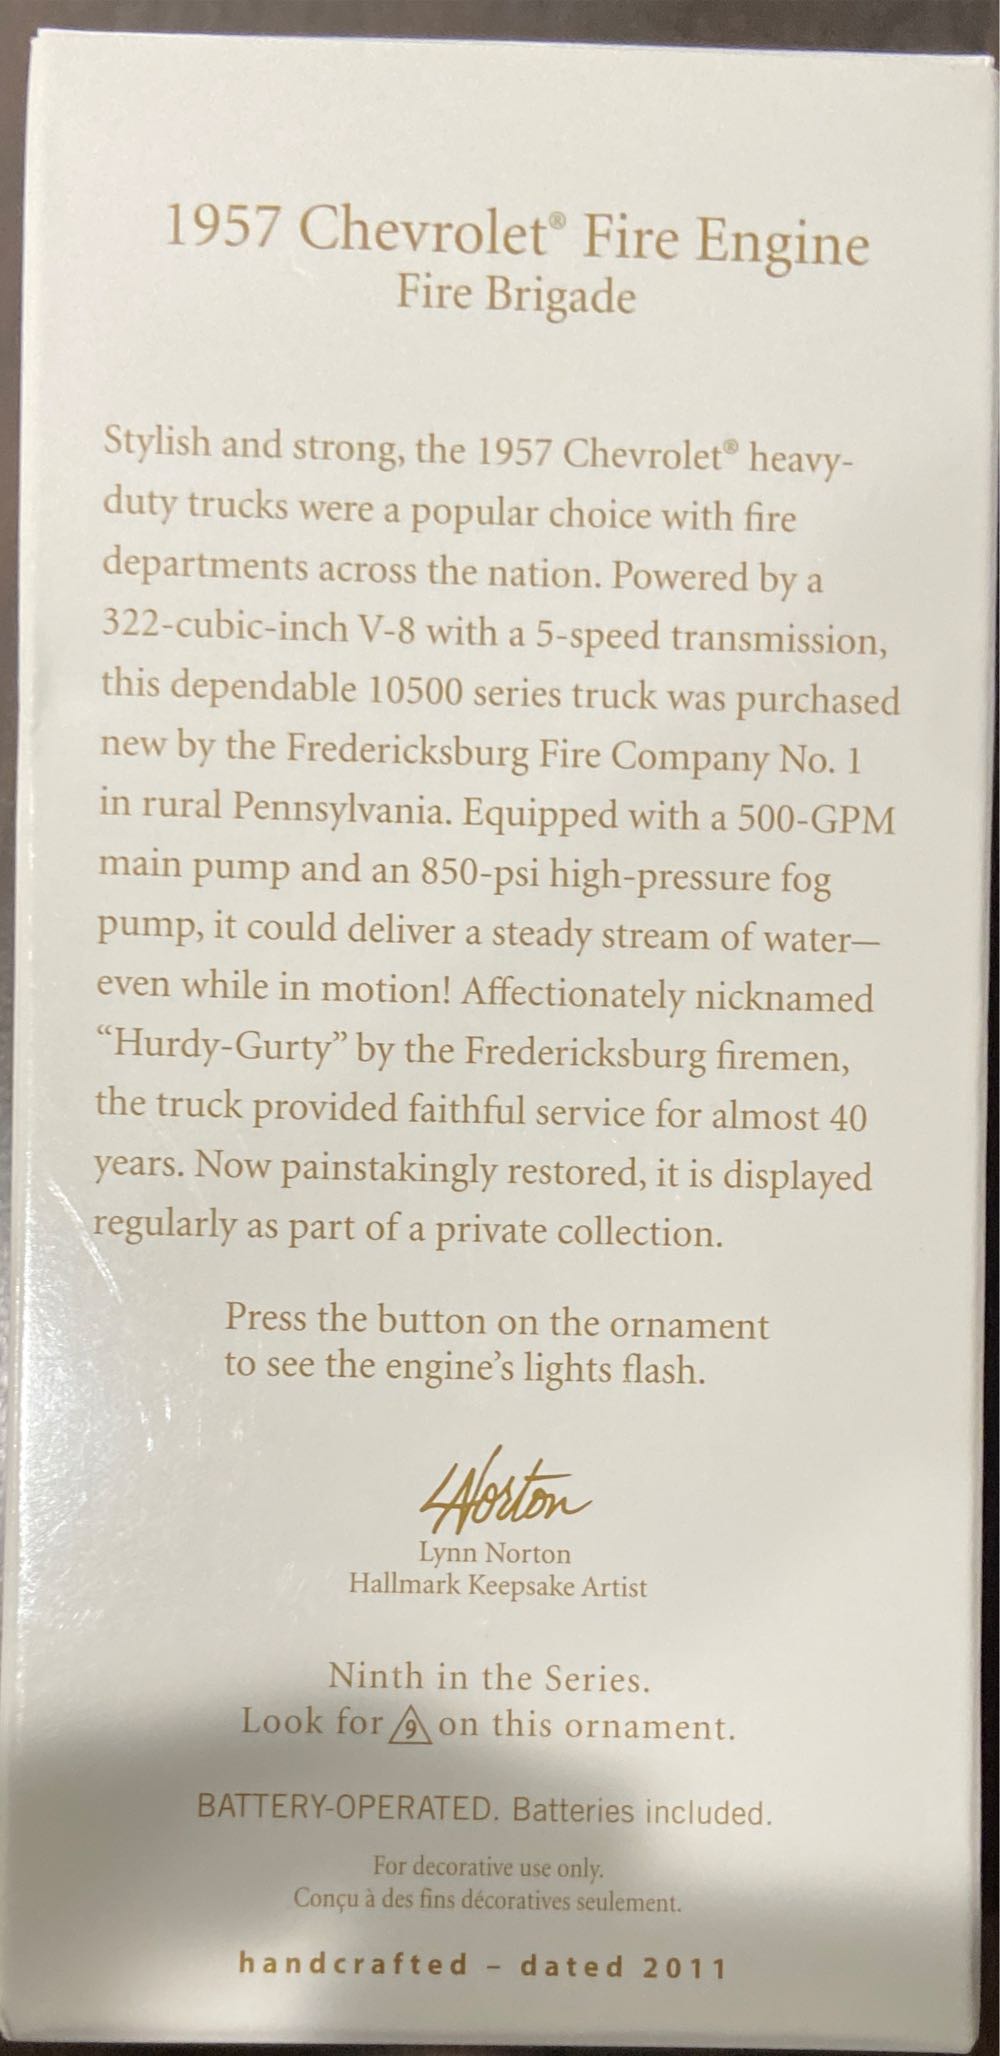 1957 Chevrolet® Fire Engine
Fire Brigade
Stylish and strong, the 1957 Chevrolet® heavy-
duty trucks were a popular choice with fire
departments across the nation. Powered by a
322-cubic-inch V-8 with a 5-speed transmission,
this dependable 10500 series truck was purchased
new by the Fredericksburg Fire Company No. 1
in rural Pennsylvania. Equipped with a 500-GPM
main pump and an 850-psi high-pressure fog
pump, it could deliver a steady stream of water—
even while in motion! Affectionately nicknamed
“Hurdy-Gurty” by the Fredericksburg firemen,
the truck provided faithful service for almost 40
years. Now painstakingly restored, it is displayed
regularly as part of a private collection.
Press the button on the ornament
to see the engine’s lights flash.
LNorton
Lynn Norton
Hallmark Keepsake Artist
Ninth in the Series.
Look for 9 on this ornament.
BATTERY-OPERATED. Batteries included.
For decorative use only.
Conçu à des fins décoratives seulement.
handcrafted – dated 2011